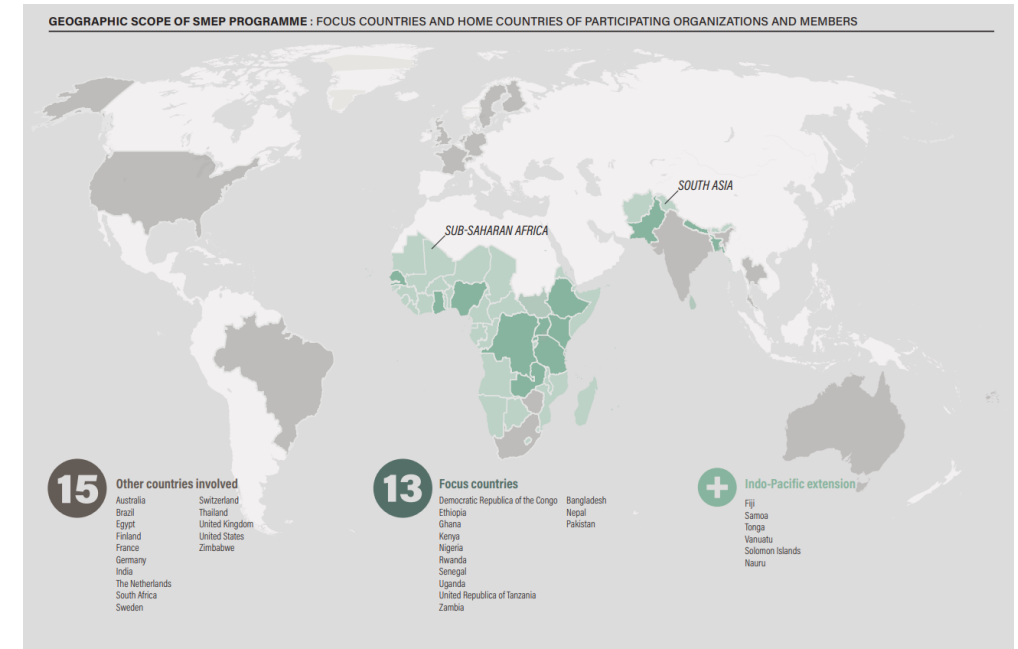 GEOGRAPHIC SCOPE OF SMEP PROGRAMME : FOCUS COUNTRIES AND HOME COUNTRIES OF PARTICIPATING ORGANIZATIONS AND MEMBERS
SOUTH ASIA
SUB-SAHARAN AFRICA
15
Other countries involved
Australia
Brazil
Egypt
Finland
France
Germany
India
The Netherlands
South Africa
Sweden
Switzerland
Thailand
United Kingdom
United States
Zimbabwe
13
Focus countries
Democratic Republica of the Congo
Ethiopia
Ghana
Kenya
Nigeria
Rwanda
Senegal
Uganda
United Republica of Tanzania
Zambia
Bangladesh
Nepal
Pakistan
+
Indo-Pacific extension
Fiji
Samoa
Tonga
Vanuatu
Solomon Islands
Nauru